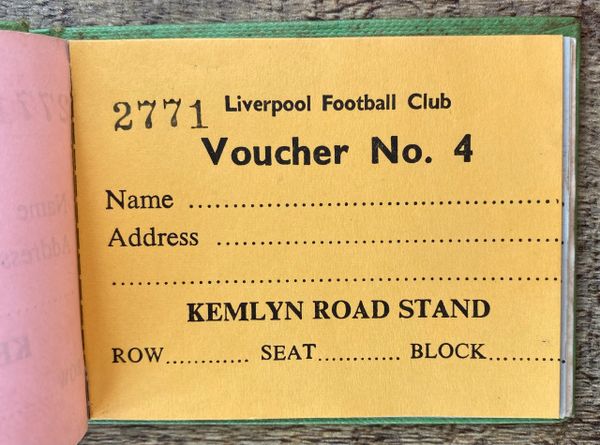 2771 Liverpool Football Club
Voucher No. 4
Name ..............................................
Address ..........................................
..........................................................
KEMLYN ROAD STAND
ROW............ SEAT............ BLOCK............